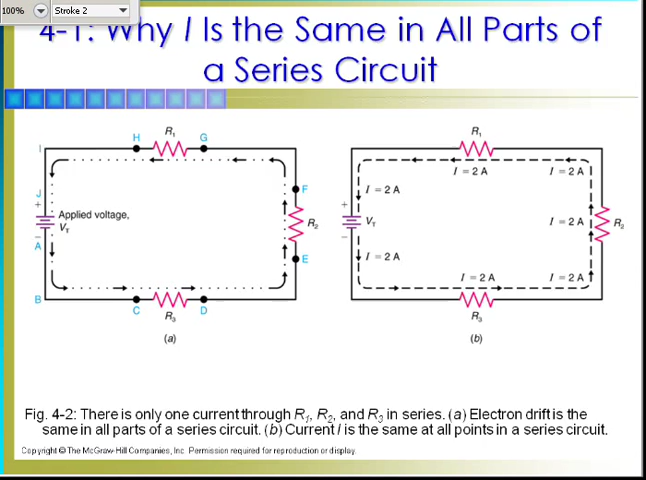 100%
Stroke 2
4-1: Why I Is the Same in All Parts of
a Series Circuit
R1
H
G
I
J
+
Applied voltage,
VT
–
A
B
F
R2
E
C
D
R3
(a)
R1
I = 2 A
I = 2 A
I = 2 A
+
VT
–
I = 2 A
R2
I = 2 A
I = 2 A
I = 2 A
R3
(b)
Fig. 4-2: There is only one current through R1, R2, and R3 in series. (a) Electron drift is the
same in all parts of a series circuit. (b) Current I is the same at all points in a series circuit.
Copyright © The McGraw-Hill Companies, Inc. Permission required for reproduction or display.